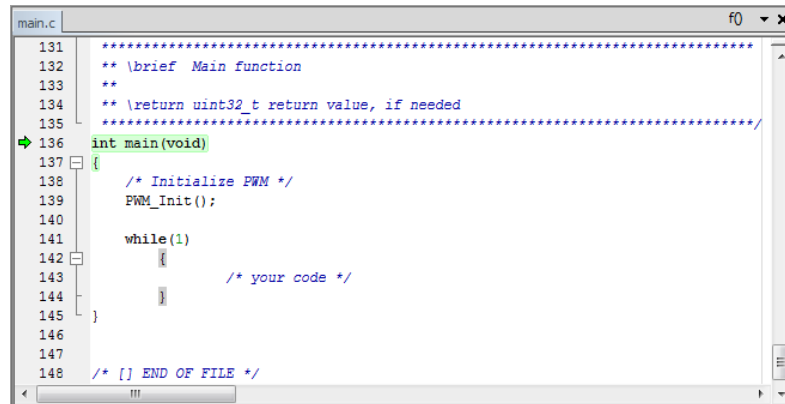 main.c f()
131 ******************************************************************************
132 ** \brief Main function
133 **
134 ** \return uint32_t return value, if needed
135 ******************************************************************************/
136 int main(void)
137 {
138 /* Initialize PWM */
139 PWM_Init();
140
141 while(1)
142 {
143 /* your code */
144 }
145 }
146
147
148 /* [] END OF FILE */